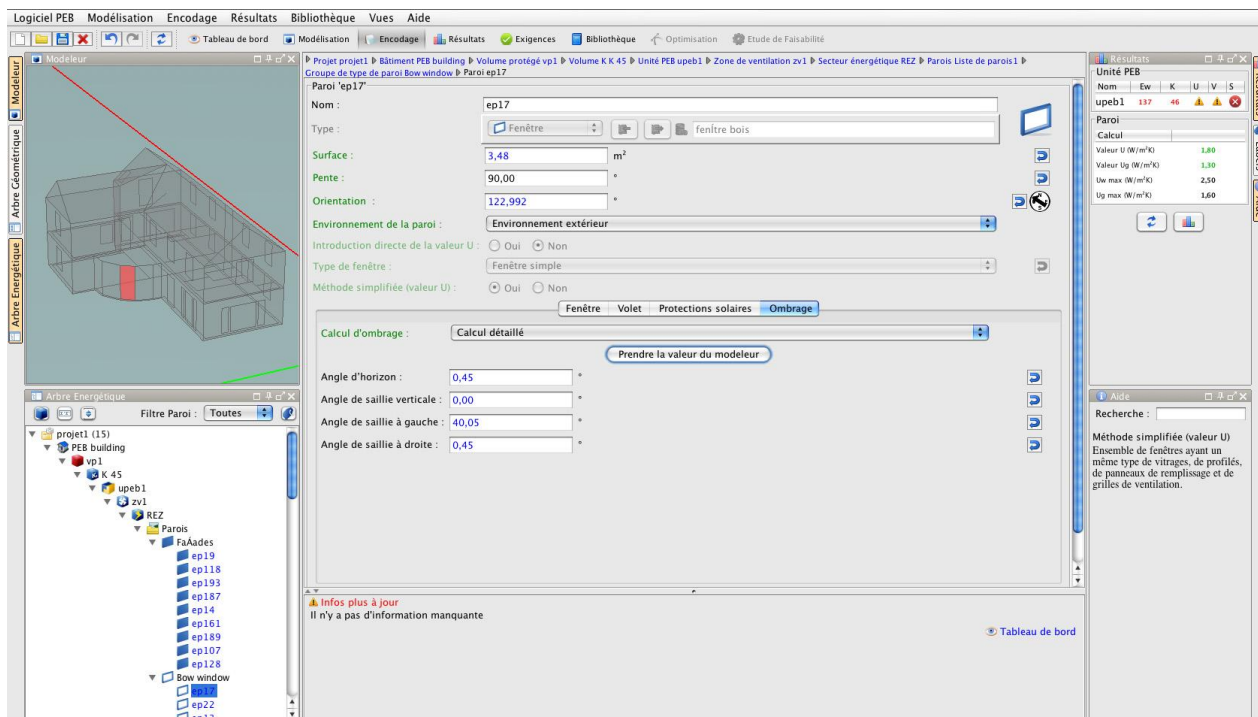 Logiciel PEB Modélisation Encodage Résultats Bibliothèque Vues Aide
Tableau de bord Modélisation Encodage Résultats Exigences Bibliothèque Optimisation Etude de Faisabilité
Modeleur
Arbre Géométrique
Arbre Energétique
Modeleur
Projet projet1 Bâtiment PEB building Volume protégé vp1 Volume K K 45 Unité PEB upeb1 Zone de ventilation zv1 Secteur énergétique REZ Parois Liste de parois1
Groupe de type de paroi Bow window Paroi ep17
Paroi 'ep17'
Nom : ep17
Type : Fenêtre fenître bois
Surface : 3,48 m²
Pente : 90,00 °
Orientation : 122,992 °
Environnement de la paroi : Environnement extérieur
Introduction directe de la valeur U : Oui Non
Type de fenêtre : Fenêtre simple
Méthode simplifiée (valeur U) : Oui Non
Fenêtre Volet Protections solaires Ombrage
Calcul d'ombrage : Calcul détaillé
Prendre la valeur du modeleur
Angle d'horizon : 0,45 °
Angle de saillie verticale : 0,00 °
Angle de saillie à gauche : 40,05 °
Angle de saillie à droite : 0,45 °
Infos plus à jour
Il n'y a pas d'information manquante
Tableau de bord
Arbre Energétique
Filtre Paroi : Toutes
projet1 (15)
PEB building
vp1
K 45
upeb1
zv1
REZ
Parois
FaÁades
ep19
ep118
ep193
ep187
ep14
ep161
ep189
ep107
ep128
Bow window
ep17
ep22
Résultats
Unité PEB
Nom Ew K U V S
upeb1 137 46
Paroi
Calcul
Valeur U (W/m²K) 1,80
Valeur Ug (W/m²K) 1,30
Uw max (W/m²K) 2,50
Ug max (W/m²K) 1,60
Aide
Recherche :
Méthode simplifiée (valeur U)
Ensemble de fenêtres ayant un
même type de vitrages, de profilés,
de panneaux de remplissage et de
grilles de ventilation.